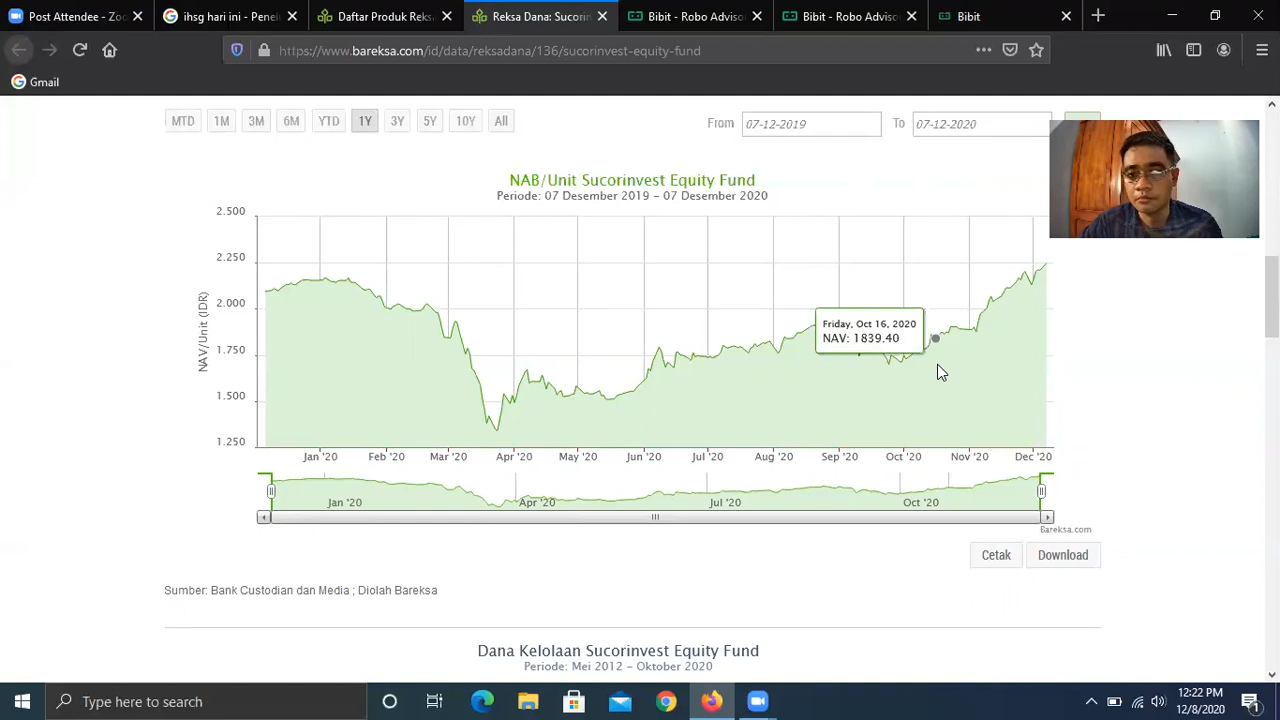 Post Attendee - Zoo
ihsg hari ini - Penel
Daftar Produk Reksa
Reksa Dana: Sucorin
Bibit - Robo Advisor
Bibit - Robo Advisor
Bibit
https://www.bareksa.com/id/data/reksadana/136/sucorinvest-equity-fund
Gmail
MTD 1M 3M 6M YTD 1Y 3Y 5Y 10Y All From 07-12-2019 To 07-12-2020
NAB/Unit Sucorinvest Equity Fund
Periode: 07 Desember 2019 - 07 Desember 2020
NAV/Unit (IDR)
2.500
2.250
2.000
1.750
1.500
1.250
Friday, Oct 16, 2020
NAV: 1839.40
Jan '20 Feb '20 Mar '20 Apr '20 May '20 Jun '20 Jul '20 Aug '20 Sep '20 Oct '20 Nov '20 Dec '20
Jan '20 Apr '20 Jul '20 Oct '20
Bareksa.com
Cetak Download
Sumber: Bank Custodian dan Media ; Diolah Bareksa
Dana Kelolaan Sucorinvest Equity Fund
Periode: Mei 2012 - Oktober 2020
Type here to search
12:22 PM
12/8/2020
1